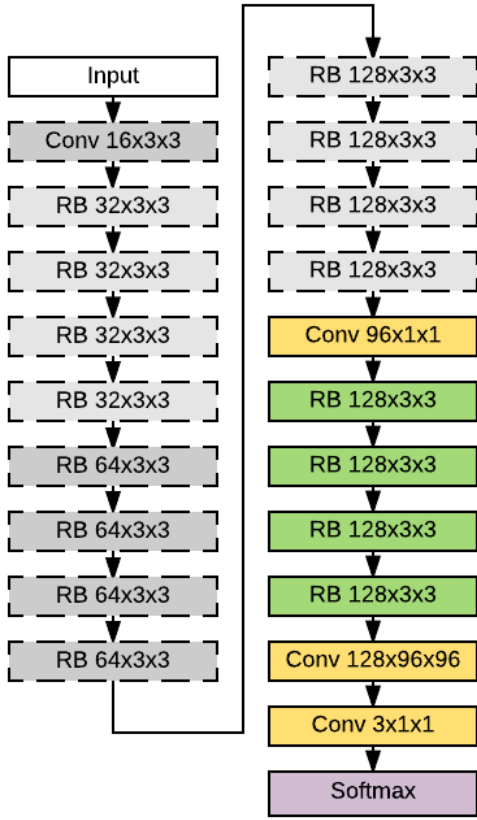 Input
Conv 16x3x3
RB 32x3x3
RB 32x3x3
RB 32x3x3
RB 32x3x3
RB 64x3x3
RB 64x3x3
RB 64x3x3
RB 64x3x3
RB 128x3x3
RB 128x3x3
RB 128x3x3
RB 128x3x3
Conv 96x1x1
RB 128x3x3
RB 128x3x3
RB 128x3x3
RB 128x3x3
Conv 128x96x96
Conv 3x1x1
Softmax